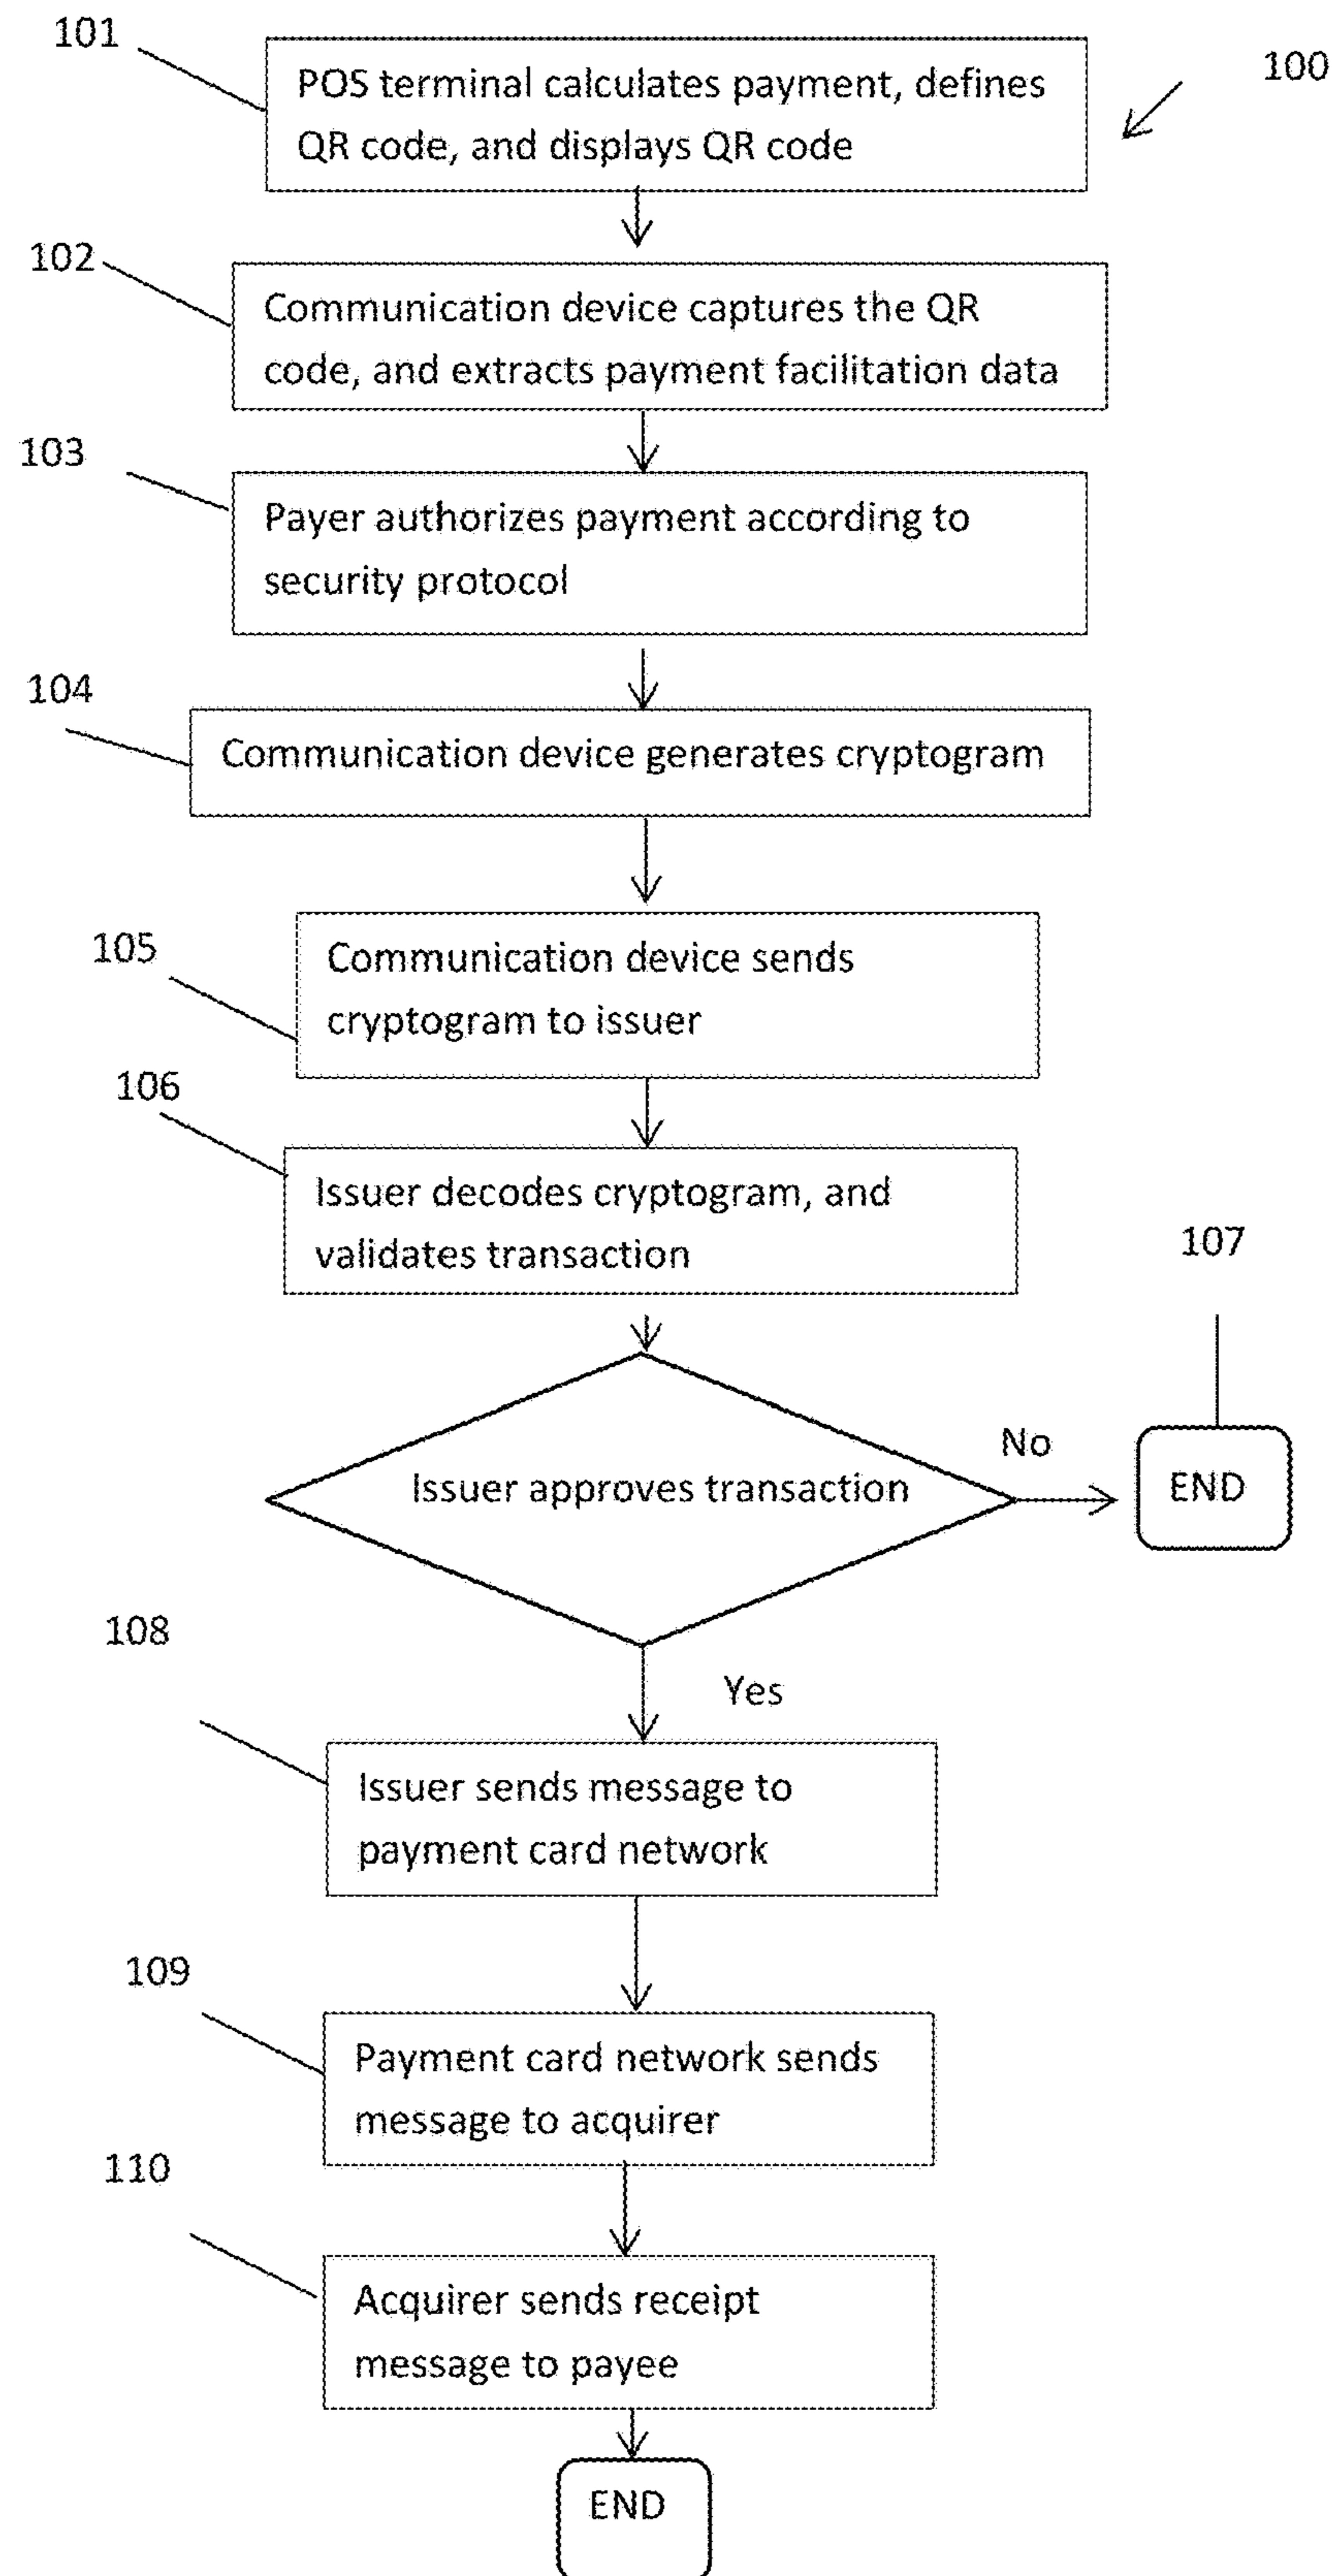 101
100
POS terminal calculates payment, defines
QR code, and displays QR code
102
Communication device captures the QR
code, and extracts payment facilitation data
103
Payer authorizes payment according to
security protocol
104
Communication device generates cryptogram
105
Communication device sends
cryptogram to issuer
106
Issuer decodes cryptogram, and
validates transaction
107
No
Issuer approves transaction
END
108
Yes
Issuer sends message to
payment card network
109
Payment card network sends
message to acquirer
110
Acquirer sends receipt
message to payee
END